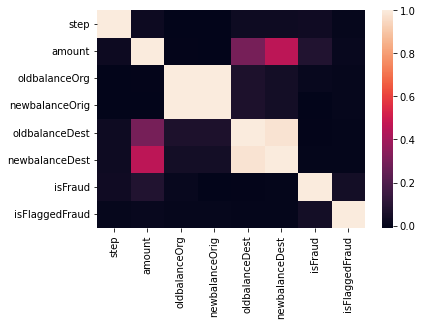 step
amount
oldbalanceOrg
newbalanceOrig
oldbalanceDest
newbalanceDest
isFraud
isFlaggedFraud
step
amount
oldbalanceOrg
newbalanceOrig
oldbalanceDest
newbalanceDest
isFraud
isFlaggedFraud
1.0
0.8
0.6
0.4
0.2
0.0